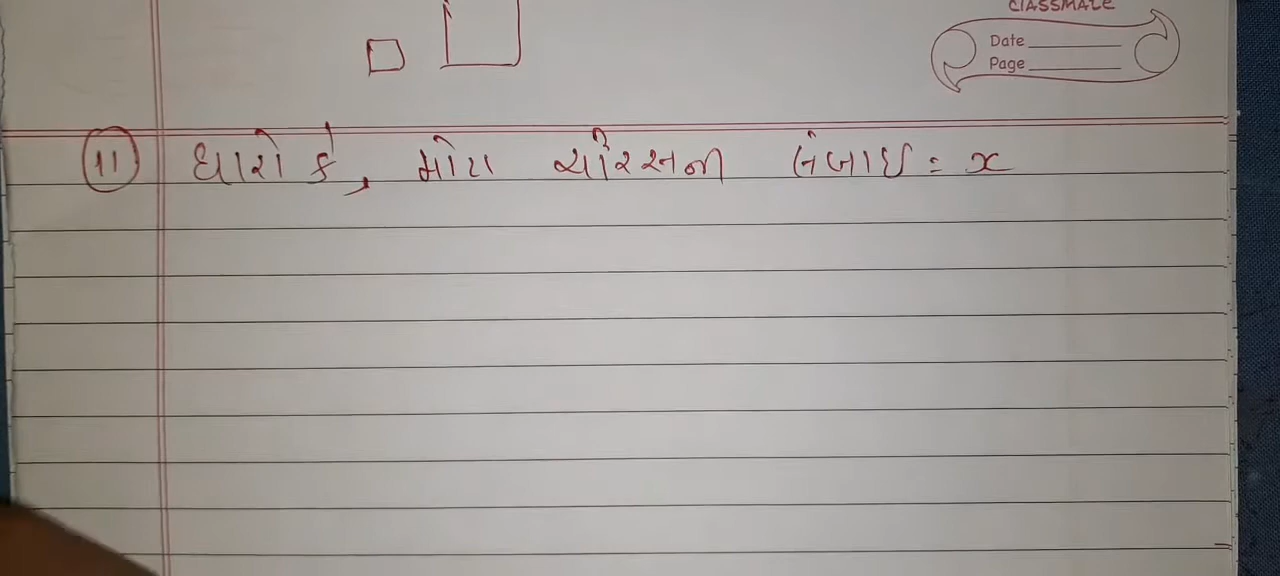 CLASSMATE
Date
Page
11 ધારો કે, મોટા ચોરસની લંબાઇ = x